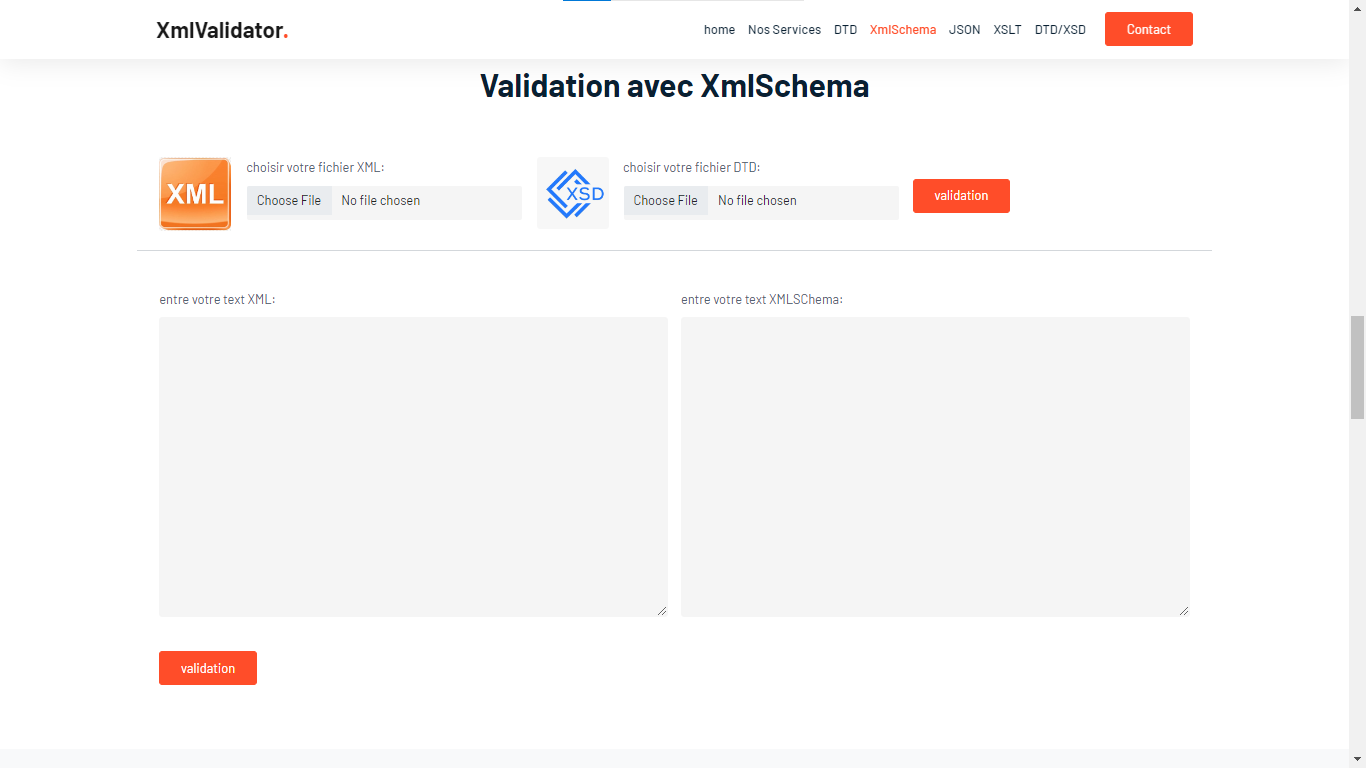 XmlValidator.
home Nos Services DTD XmlSchema JSON XSLT DTD/XSD Contact
Validation avec XmlSchema
choisir votre fichier XML: choisir votre fichier DTD:
XML Choose File No file chosen XSD Choose File No file chosen validation
entre votre text XML: entre votre text XMLSChema:
validation